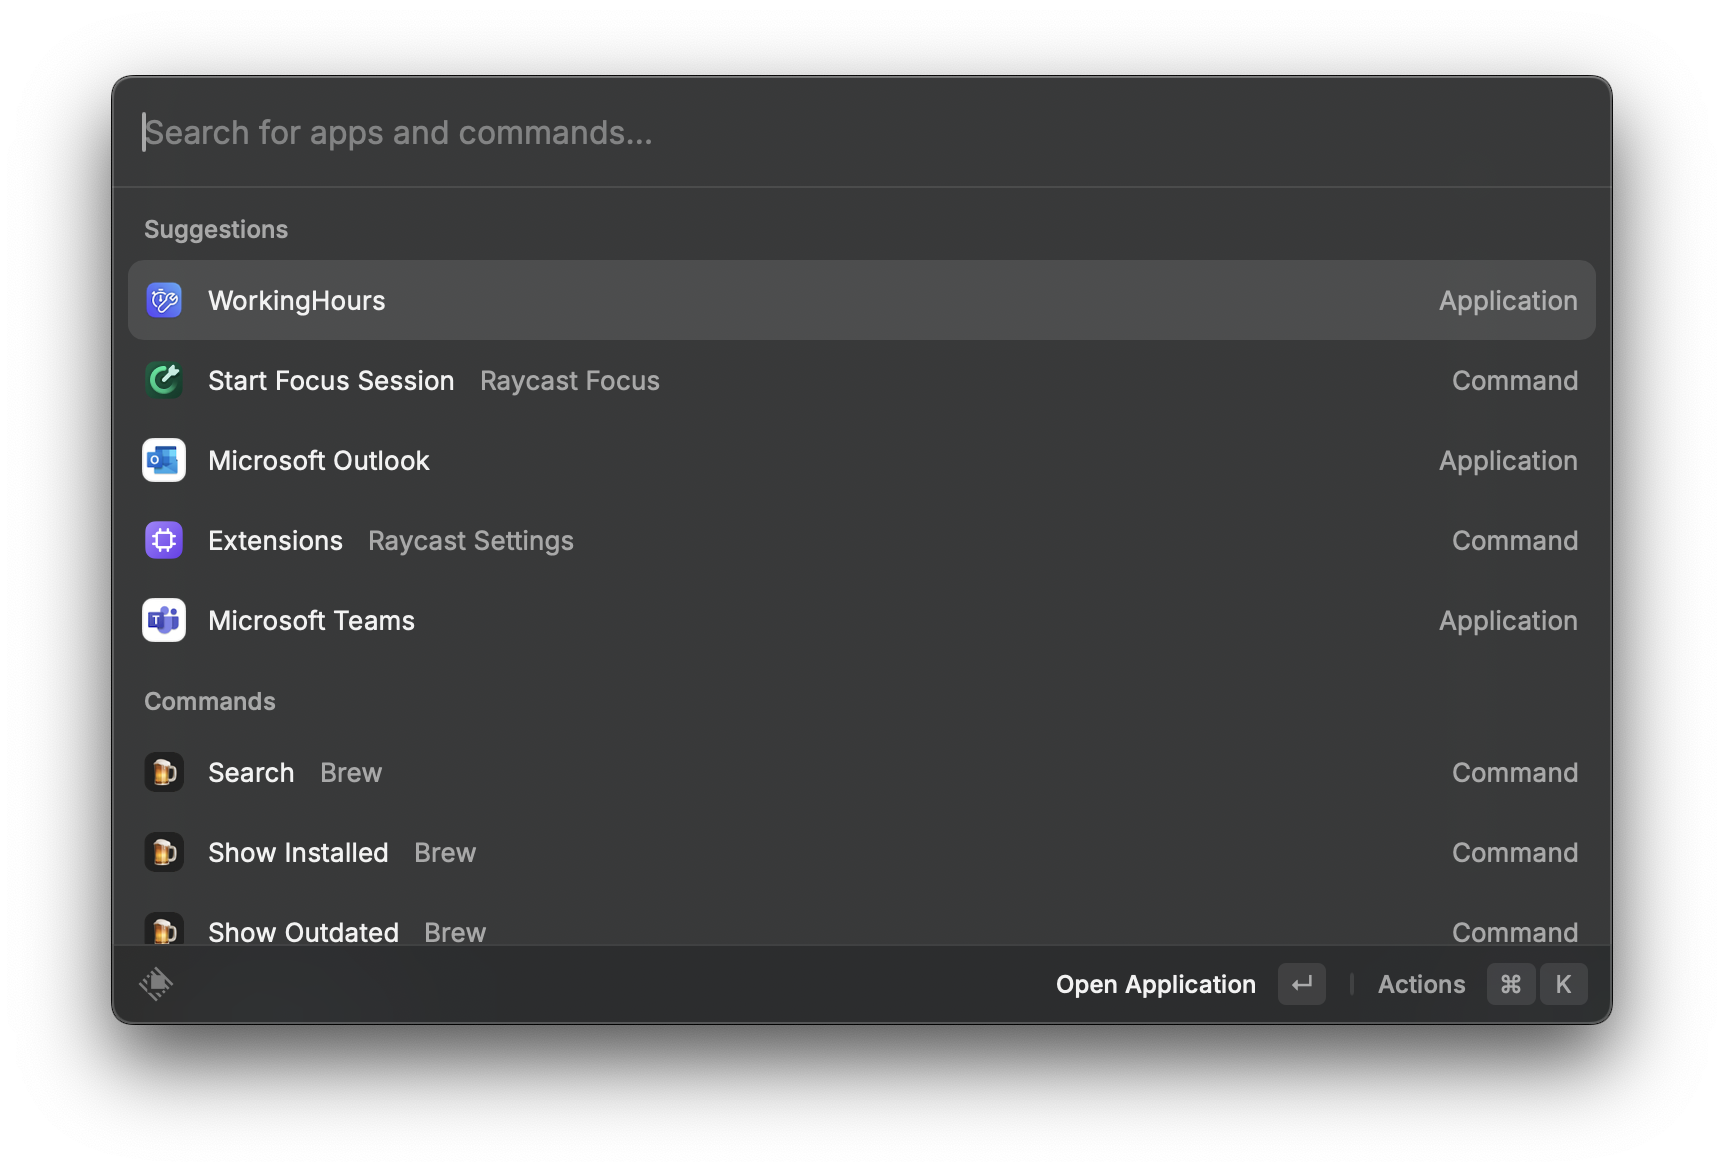 Search for apps and commands...
Suggestions
WorkingHours Application
Start Focus Session Raycast Focus Command
Microsoft Outlook Application
Extensions Raycast Settings Command
Microsoft Teams Application
Commands
Search Brew Command
Show Installed Brew Command
Show Outdated Brew Command
Open Application ↵ Actions ⌘ K